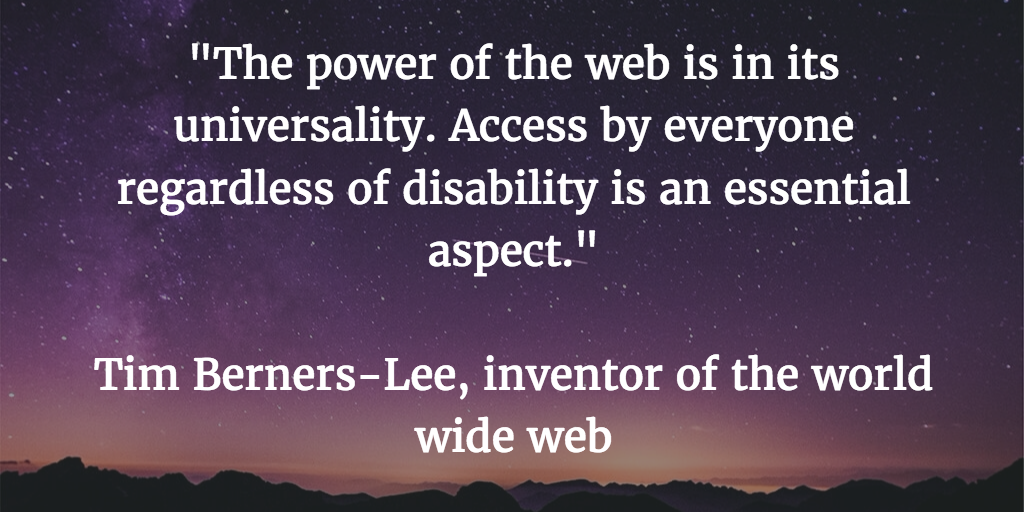 "The power of the web is in its
universality. Access by everyone
regardless of disability is an essential
aspect."
Tim Berners-Lee, inventor of the world
wide web